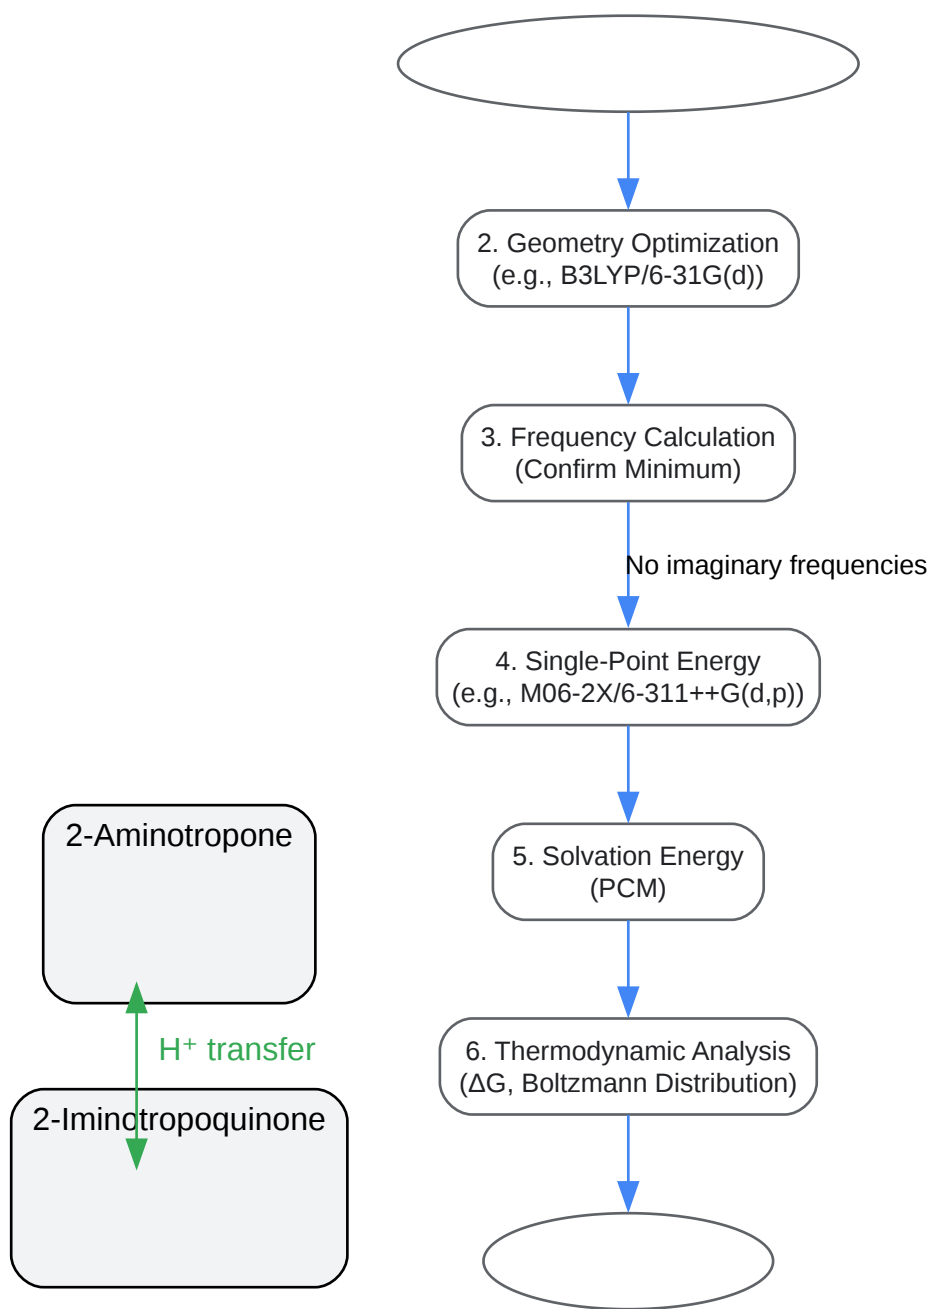 2. Geometry Optimization
(e.g., B3LYP/6-31G(d))
3. Frequency Calculation
(Confirm Minimum)
No imaginary frequencies
4. Single-Point Energy
(e.g., M06-2X/6-311++G(d,p))
5. Solvation Energy
(PCM)
6. Thermodynamic Analysis
(ΔG, Boltzmann Distribution)
2-Aminotropone
H⁺ transfer
2-Iminotropoquinone